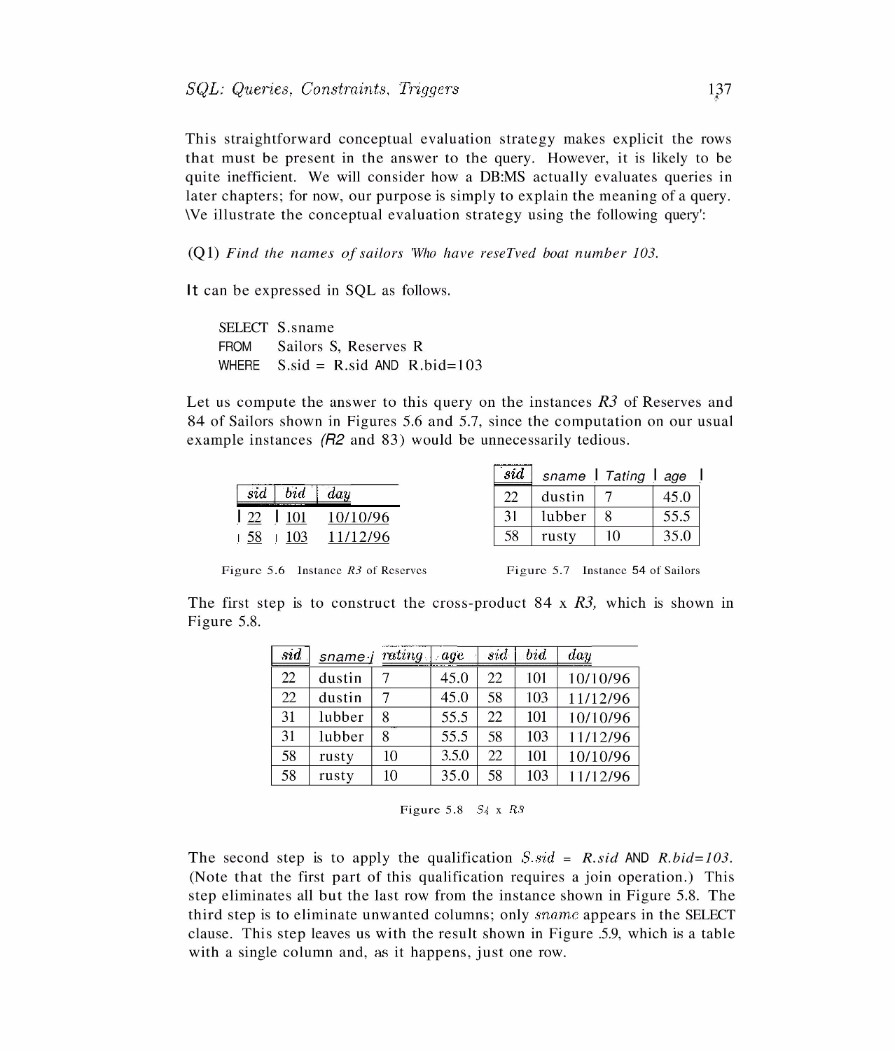 SQL: Queries, Constraints, Triggers 137
This straightforward conceptual evaluation strategy makes explicit the rows
that must be present in the answer to the query. However, it is likely to be
quite inefficient. We will consider how a DB:MS actually evaluates queries in
later chapters; for now, our purpose is simply to explain the meaning of a query.
\Ve illustrate the conceptual evaluation strategy using the following query':
(Q1) Find the names of sailors 'Who have reseTved boat number 103.
It can be expressed in SQL as follows.
SELECT S.sname
FROM Sailors S, Reserves R
WHERE S.sid = R.sid AND R.bid=103
Let us compute the answer to this query on the instances R3 of Reserves and
84 of Sailors shown in Figures 5.6 and 5.7, since the computation on our usual
example instances (R2 and 83) would be unnecessarily tedious.
| sid | bid | day
| 22 | 101 10/10/96
| 58 | 103 11/12/96
Figure 5.6 Instance R3 of Reserves
sid | sname | Tating | age |
22 dustin 7 45.0
31 lubber 8 55.5
58 rusty 10 35.0
Figure 5.7 Instance 54 of Sailors
The first step is to construct the cross-product 84 x R3, which is shown in
Figure 5.8.
sid sname·j rating age sid bid day
22 dustin 7 45.0 22 101 10/10/96
22 dustin 7 45.0 58 103 11/12/96
31 lubber 8 55.5 22 101 10/10/96
31 lubber 8 55.5 58 103 11/12/96
58 rusty 10 3.5.0 22 101 10/10/96
58 rusty 10 35.0 58 103 11/12/96
Figure 5.8 S4 x R3
The second step is to apply the qualification S.sid = R.sid AND R.bid=103.
(Note that the first part of this qualification requires a join operation.) This
step eliminates all but the last row from the instance shown in Figure 5.8. The
third step is to eliminate unwanted columns; only sname appears in the SELECT
clause. This step leaves us with the result shown in Figure .5.9, which is a table
with a single column and, as it happens, just one row.